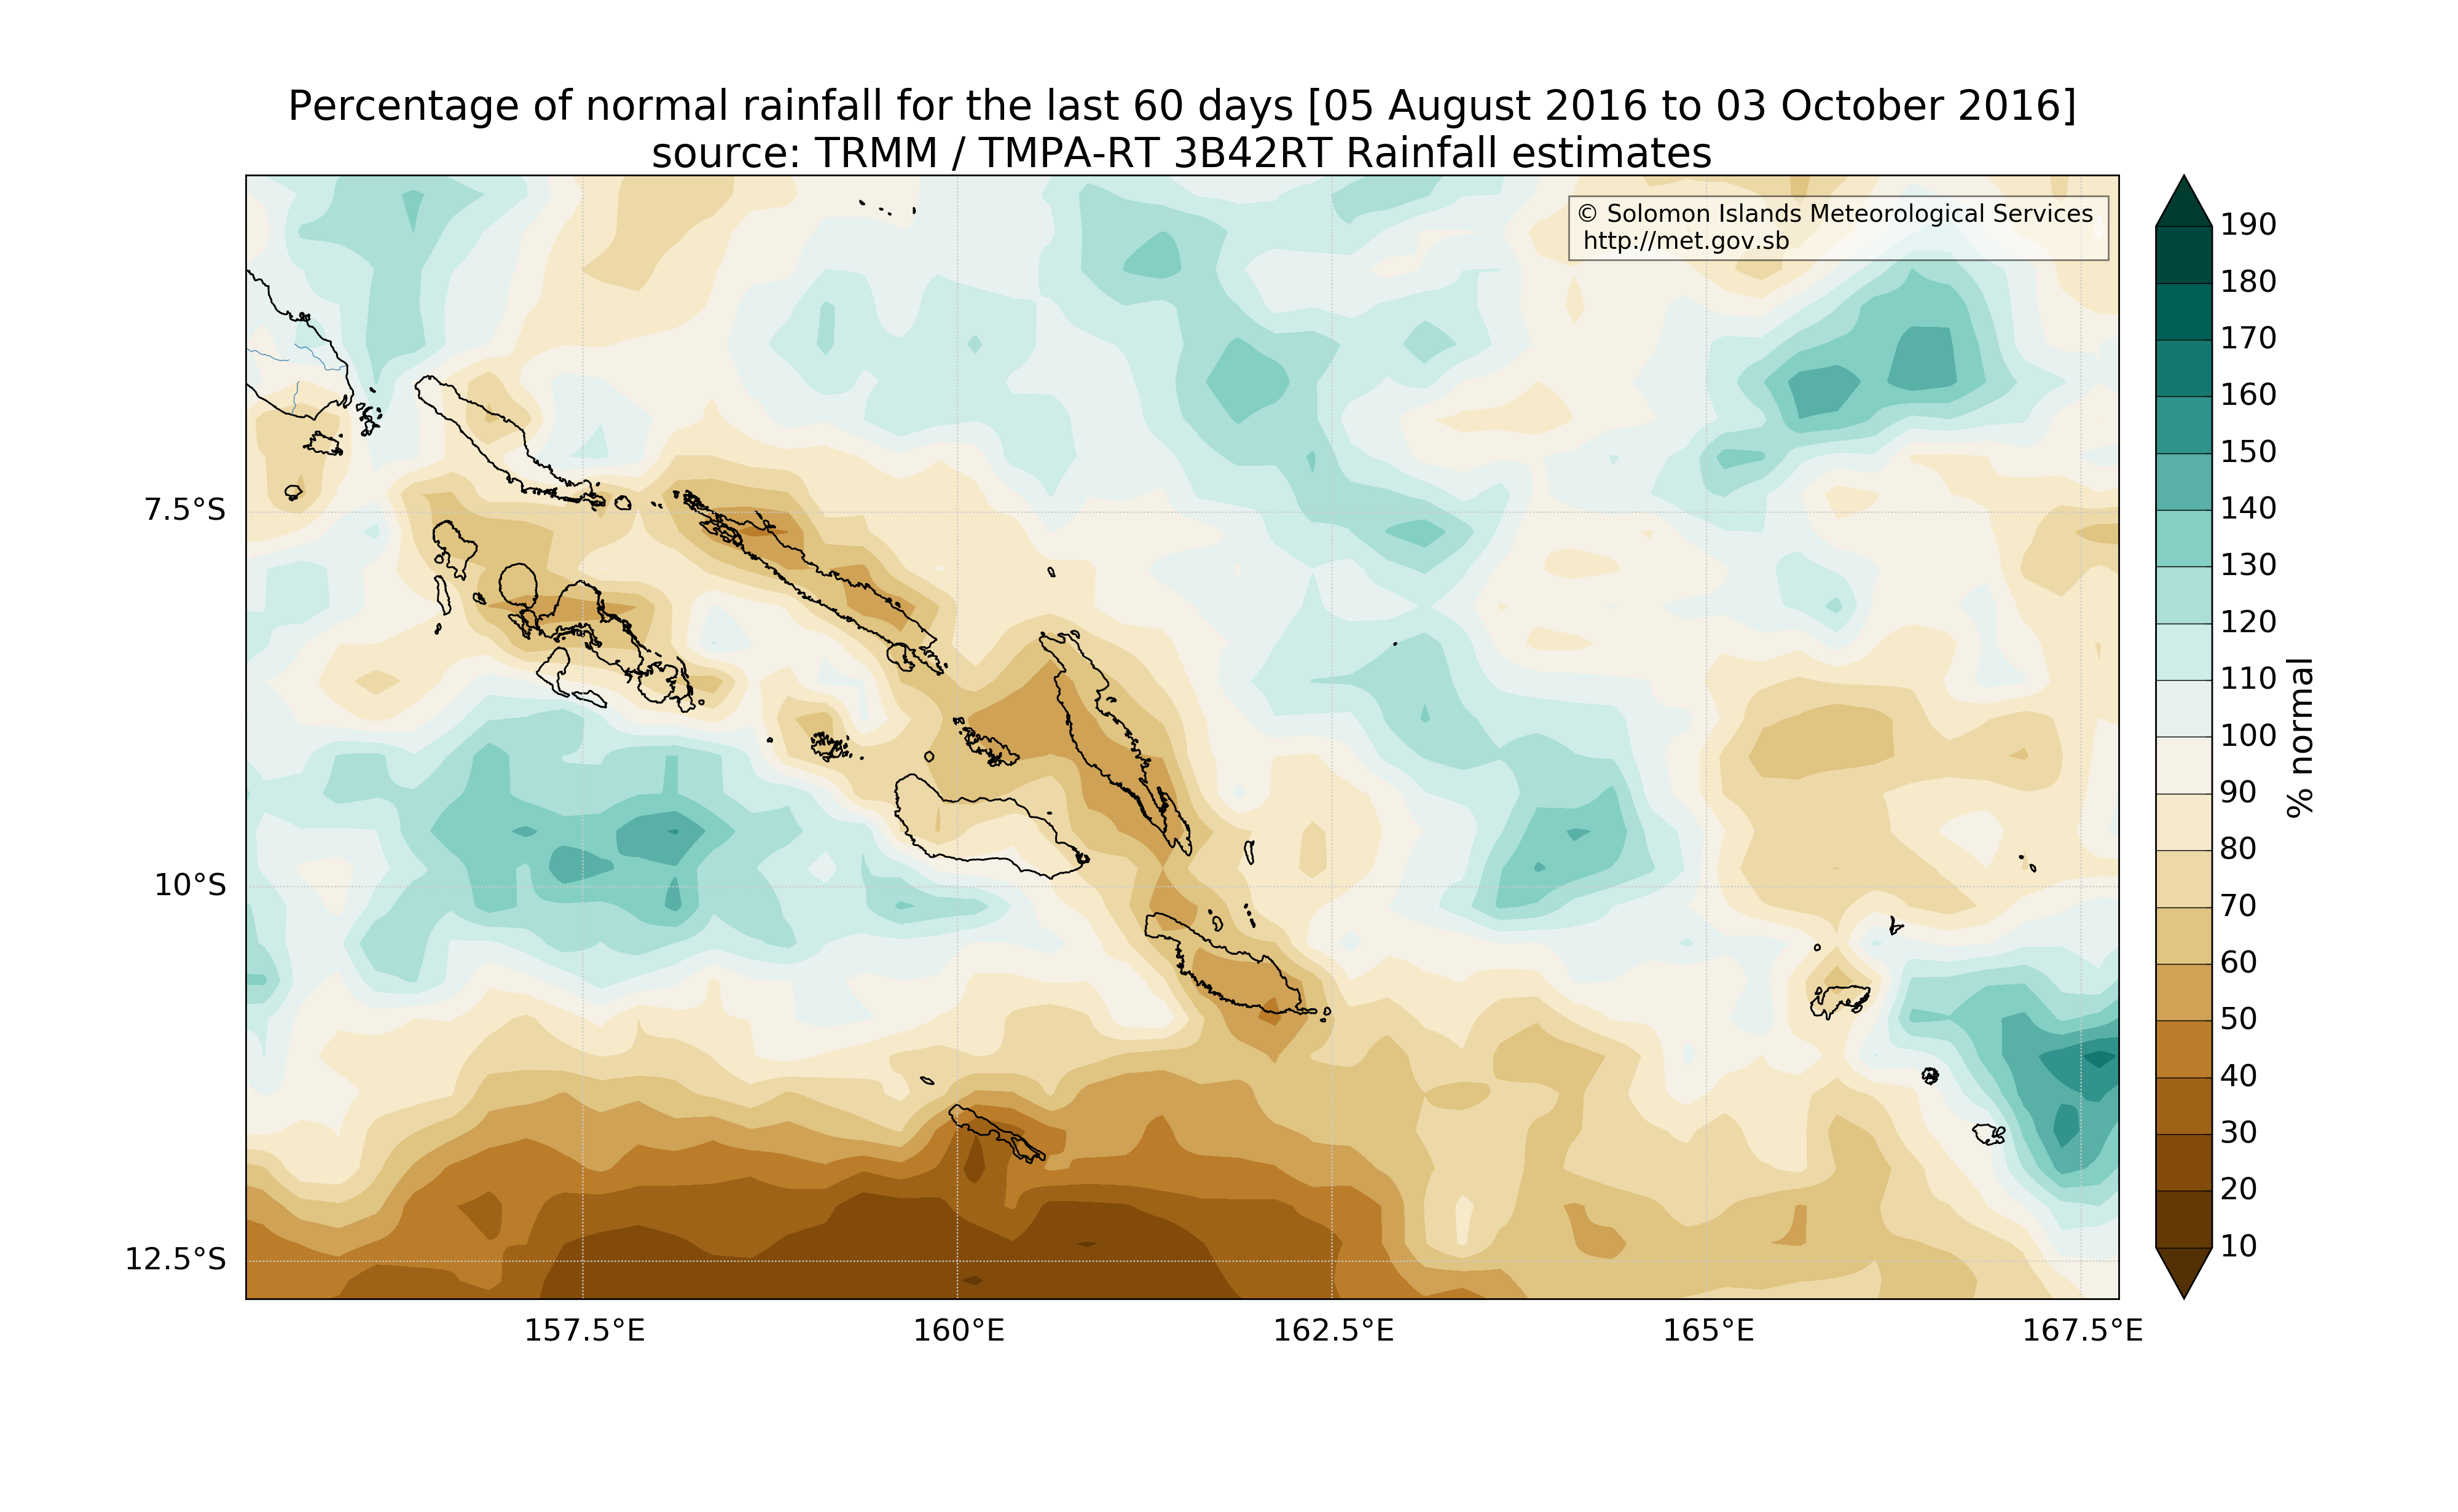 Percentage of normal rainfall for the last 60 days [05 August 2016 to 03 October 2016]
source: TRMM / TMPA-RT 3B42RT Rainfall estimates
© Solomon Islands Meteorological Services
http://met.gov.sb
7.5°S
10°S
12.5°S
157.5°E
160°E
162.5°E
165°E
167.5°E
190
180
170
160
150
140
130
120
110
100
90
80
70
60
50
40
30
20
10
% normal